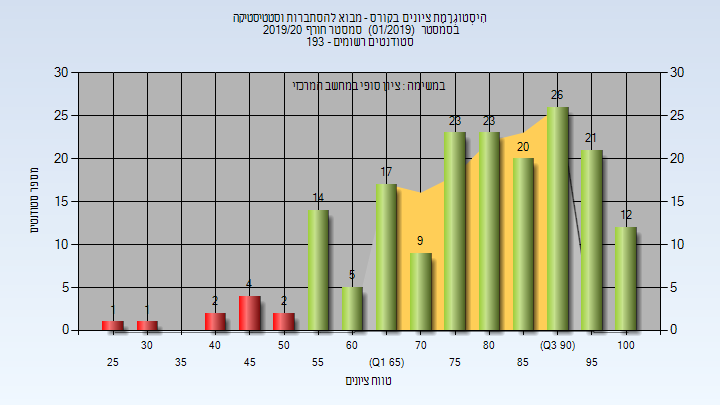 הִיסְטוֹגְרַמַּת ציונים בקורס - מבוא להסתברות וסטטיסטיקה
בסמסטר (01/2019) סמסטר חורף 2019/20
סטודנטים רשומים - 193
במשימה : ציון סופי במחשב המרכזי
30 30
25 25
20 20
15 15
10 10
5 5
0 0
1 1 2 4 2 14 5 17 9 23 23 20 26 21 12
מספר סטודנטים
30 40 50 60 70 80 (Q3 90) 100
25 35 45 55 (Q1 65) 75 85 95
טווח ציונים